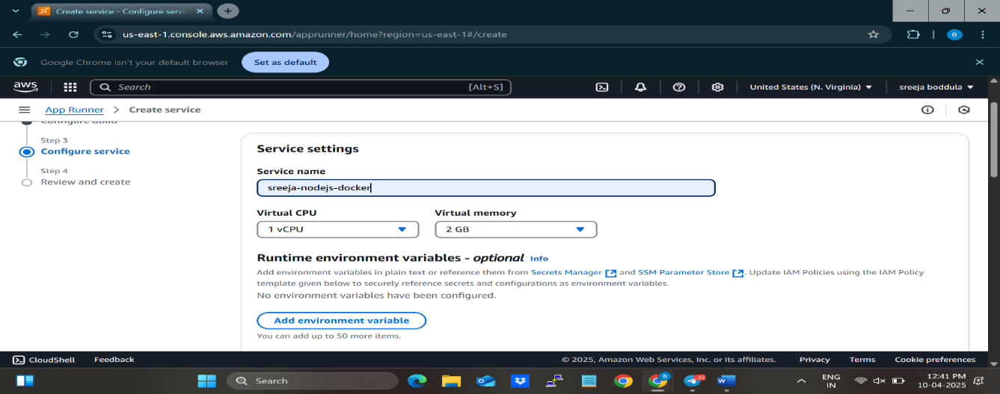 Create service - Configure servi
us-east-1.console.aws.amazon.com/apprunner/home?region=us-east-1#/create
B
Google Chrome isn't your default browser
Set as default
aws
Search
[Alt+S]
United States (N. Virginia)
sreeja boddula
App Runner
Create service
Configure build
Step 3
Configure service
Step 4
Review and create
Service settings
Service name
sreeja-nodejs-docker
Virtual CPU
Virtual memory
1 vCPU
2 GB
Runtime environment variables - optional Info
Add environment variables in plain text or reference them from Secrets Manager and SSM Parameter Store. Update IAM Policies using the IAM Policy
template given below to securely reference secrets and configurations as environment variables.
No environment variables have been configured.
Add environment variable
You can add up to 50 more items.
CloudShell
Feedback
© 2025, Amazon Web Services, Inc. or its affiliates.
Privacy
Terms
Cookie preferences
Search
B
92
W
ENG
IN
12:41 PM
10-04-2025